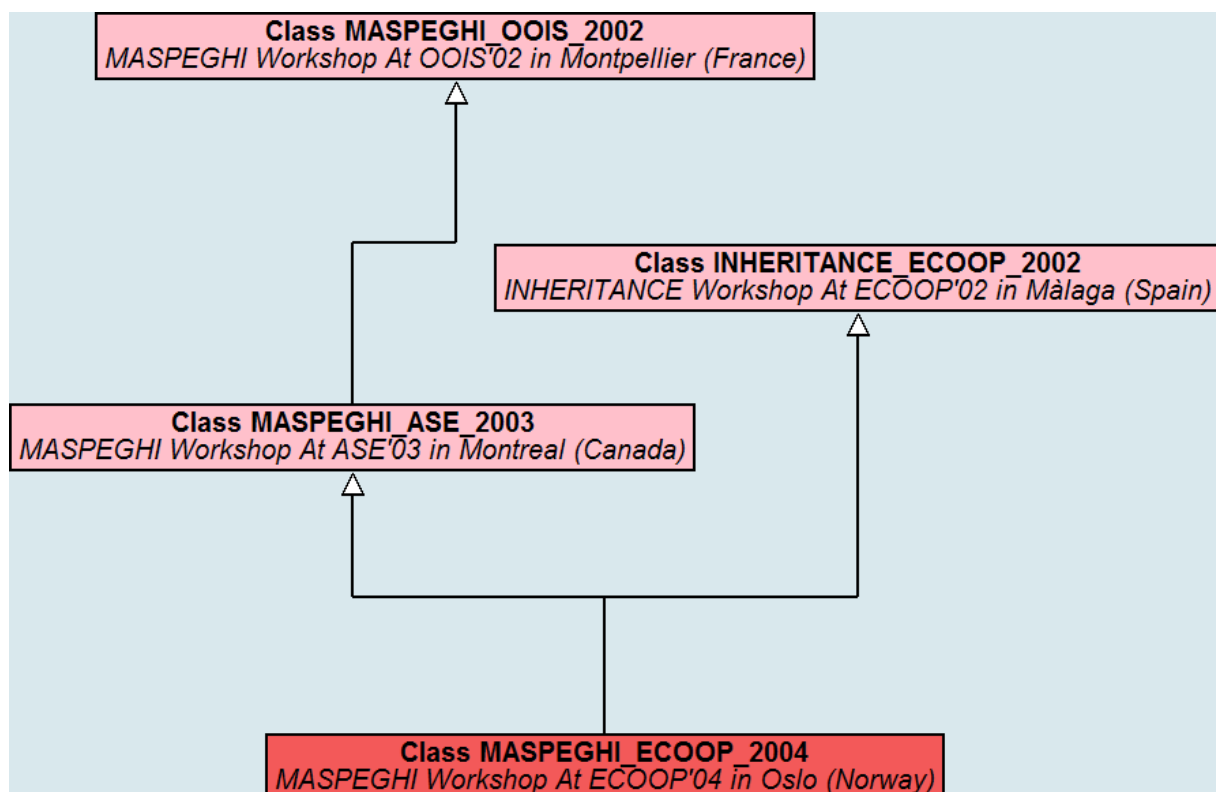 Class MASPEGHI_OOIS_2002
MASPEGHI Workshop At OOIS'02 in Montpellier (France)
Class INHERITANCE_ECOOP_2002
INHERITANCE Workshop At ECOOP'02 in Màlaga (Spain)
Class MASPEGHI_ASE_2003
MASPEGHI Workshop At ASE'03 in Montreal (Canada)
Class MASPEGHI_ECOOP_2004
MASPEGHI Workshop At ECOOP'04 in Oslo (Norway)